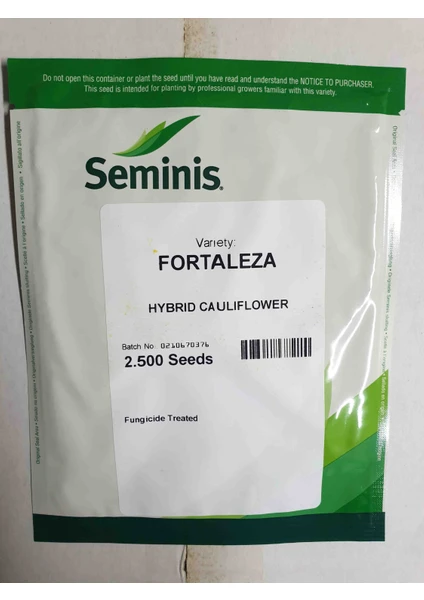 Do not open this container or plant the seed until you have read and understand the NOTICE TO PURCHASER.
This seed is intended for planting by professional growers familiar with this variety.
Seminis®
Variety:
FORTALEZA
HYBRID CAULIFLOWER
Batch No. 0210670376
2.500 Seeds
Fungicide Treated